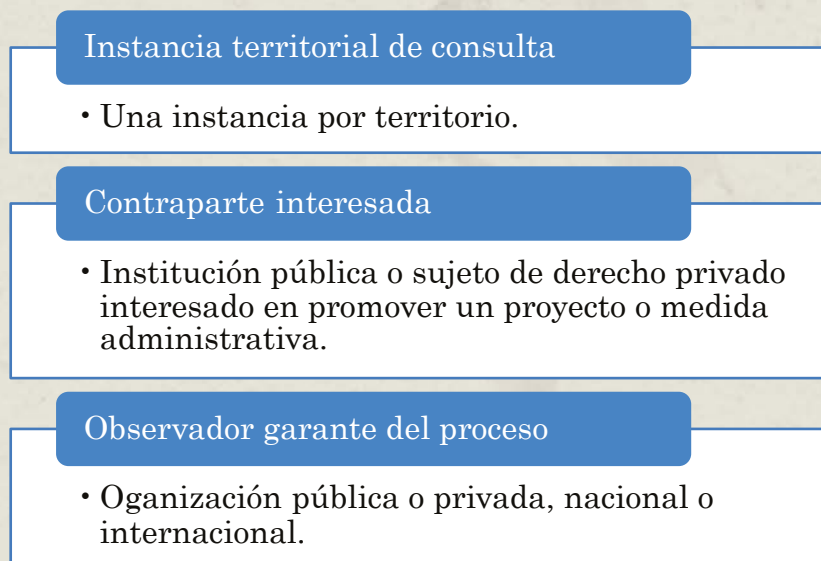 Instancia territorial de consulta
• Una instancia por territorio.
Contraparte interesada
• Institución pública o sujeto de derecho privado
interesado en promover un proyecto o medida
administrativa.
Observador garante del proceso
• Oganización pública o privada, nacional o
internacional.